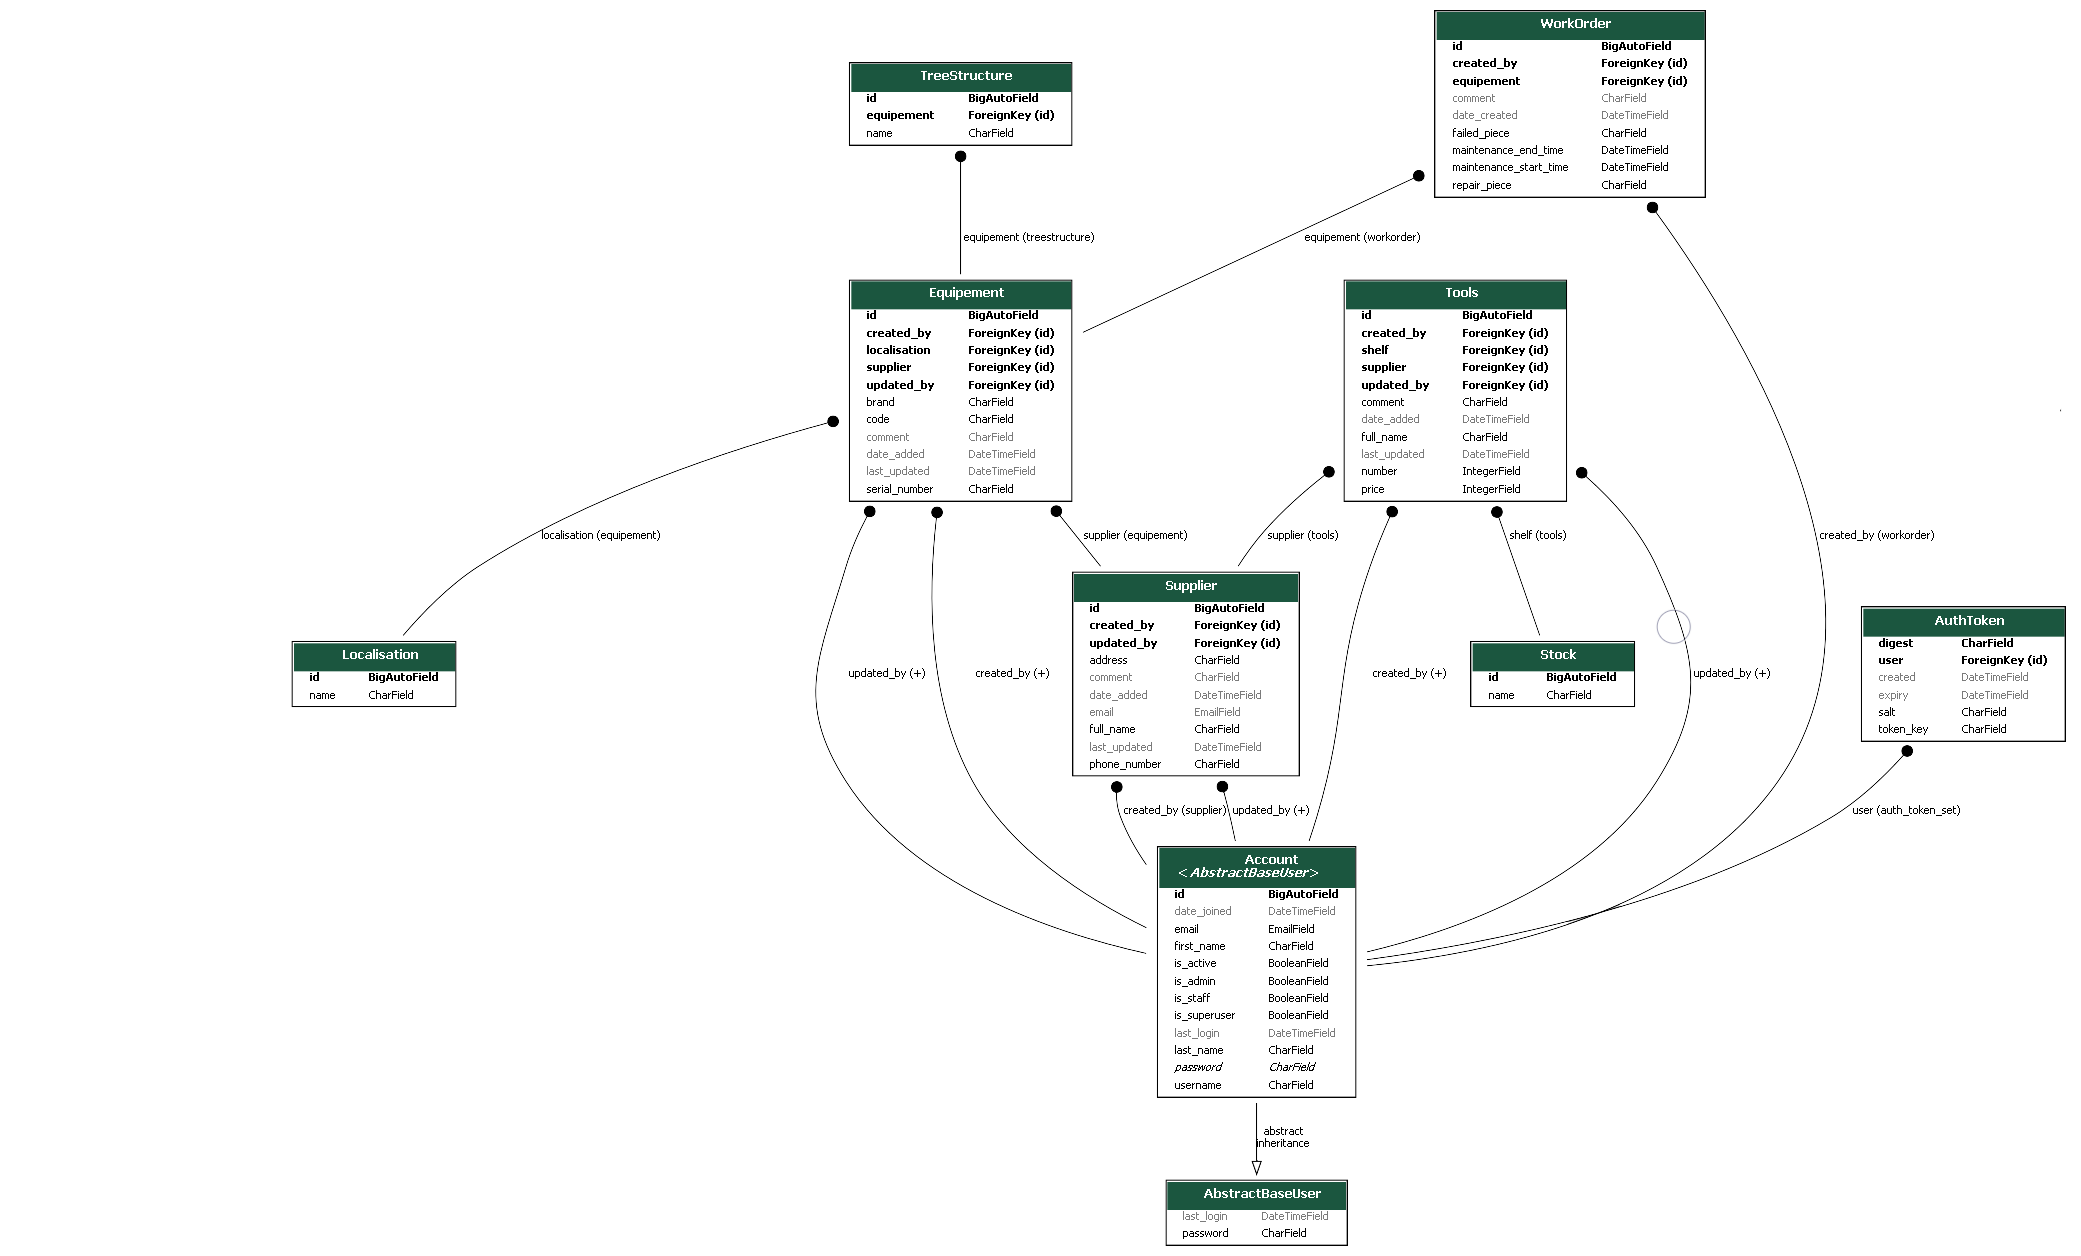 WorkOrder
id BigAutoField
created_by ForeignKey (id)
equipement ForeignKey (id)
comment CharField
date_created DateTimeField
failed_piece CharField
maintenance_end_time DateTimeField
maintenance_start_time DateTimeField
repair_piece CharField
TreeStructure
id BigAutoField
equipement ForeignKey (id)
name CharField
equipement (treestructure)
equipement (workorder)
Equipement
id BigAutoField
created_by ForeignKey (id)
localisation ForeignKey (id)
supplier ForeignKey (id)
updated_by ForeignKey (id)
brand CharField
code CharField
comment CharField
date_added DateTimeField
last_updated DateTimeField
serial_number CharField
Tools
id BigAutoField
created_by ForeignKey (id)
shelf ForeignKey (id)
supplier ForeignKey (id)
updated_by ForeignKey (id)
comment CharField
date_added DateTimeField
full_name CharField
last_updated DateTimeField
number IntegerField
price IntegerField
localisation (equipement)
supplier (equipement)
supplier (tools)
shelf (tools)
created_by (workorder)
Supplier
id BigAutoField
created_by ForeignKey (id)
updated_by ForeignKey (id)
address CharField
comment CharField
date_added DateTimeField
email EmailField
full_name CharField
last_updated DateTimeField
phone_number CharField
Localisation
id BigAutoField
name CharField
updated_by (+)
created_by (+)
created_by (+)
Stock
id BigAutoField
name CharField
updated_by (+)
AuthToken
digest CharField
user ForeignKey (id)
created DateTimeField
expiry DateTimeField
salt CharField
token_key CharField
created_by (supplier)
updated_by (+)
user (auth_token_set)
Account
<AbstractBaseUser>
id BigAutoField
date_joined DateTimeField
email EmailField
first_name CharField
is_active BooleanField
is_admin BooleanField
is_staff BooleanField
is_superuser BooleanField
last_login DateTimeField
last_name CharField
password CharField
username CharField
abstract
inheritance
AbstractBaseUser
last_login DateTimeField
password CharField